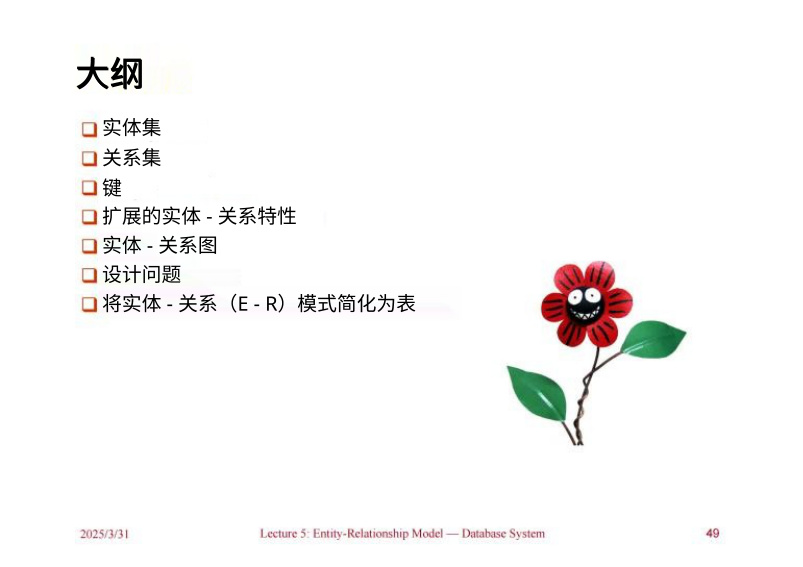 大纲
实体集
关系集
键
扩展的实体 - 关系特性
实体 - 关系图
设计问题
将实体 - 关系（E - R）模式简化为表
2025/3/31
Lecture 5: Entity-Relationship Model — Database System
49